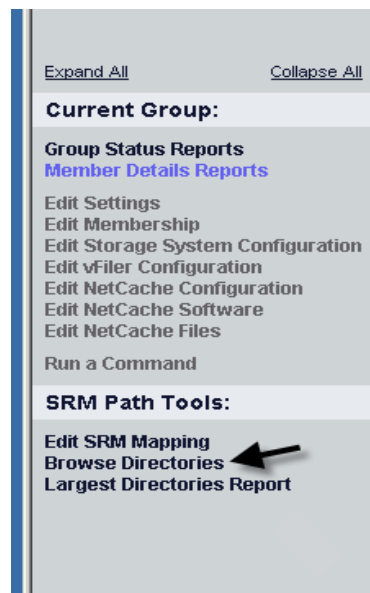 Expand All Collapse All
Current Group:
Group Status Reports
Member Details Reports
Edit Settings
Edit Membership
Edit Storage System Configuration
Edit vFiler Configuration
Edit NetCache Configuration
Edit NetCache Software
Edit NetCache Files
Run a Command
SRM Path Tools:
Edit SRM Mapping
Browse Directories
Largest Directories Report